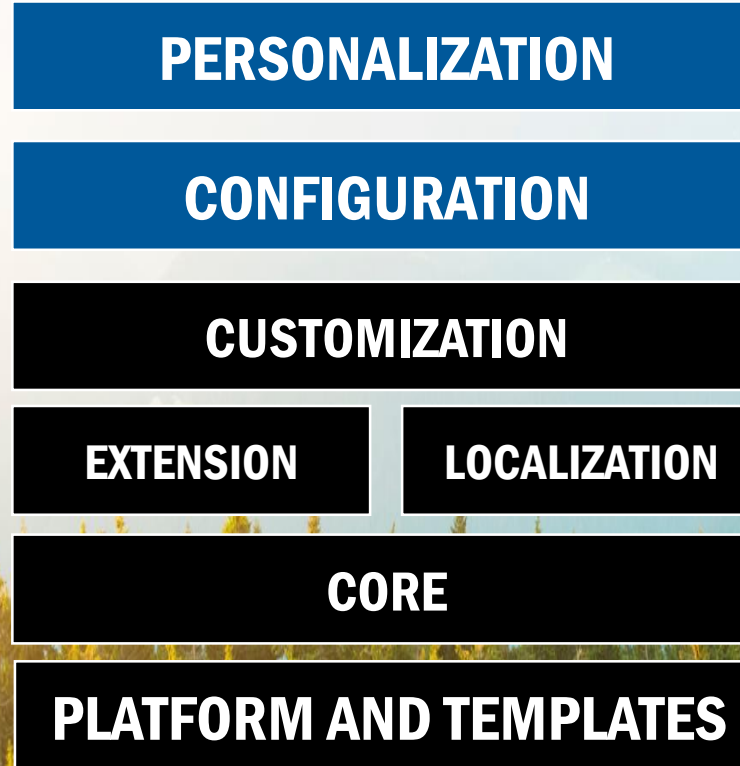 PERSONALIZATION
CONFIGURATION
CUSTOMIZATION
EXTENSION
LOCALIZATION
CORE
PLATFORM AND TEMPLATES